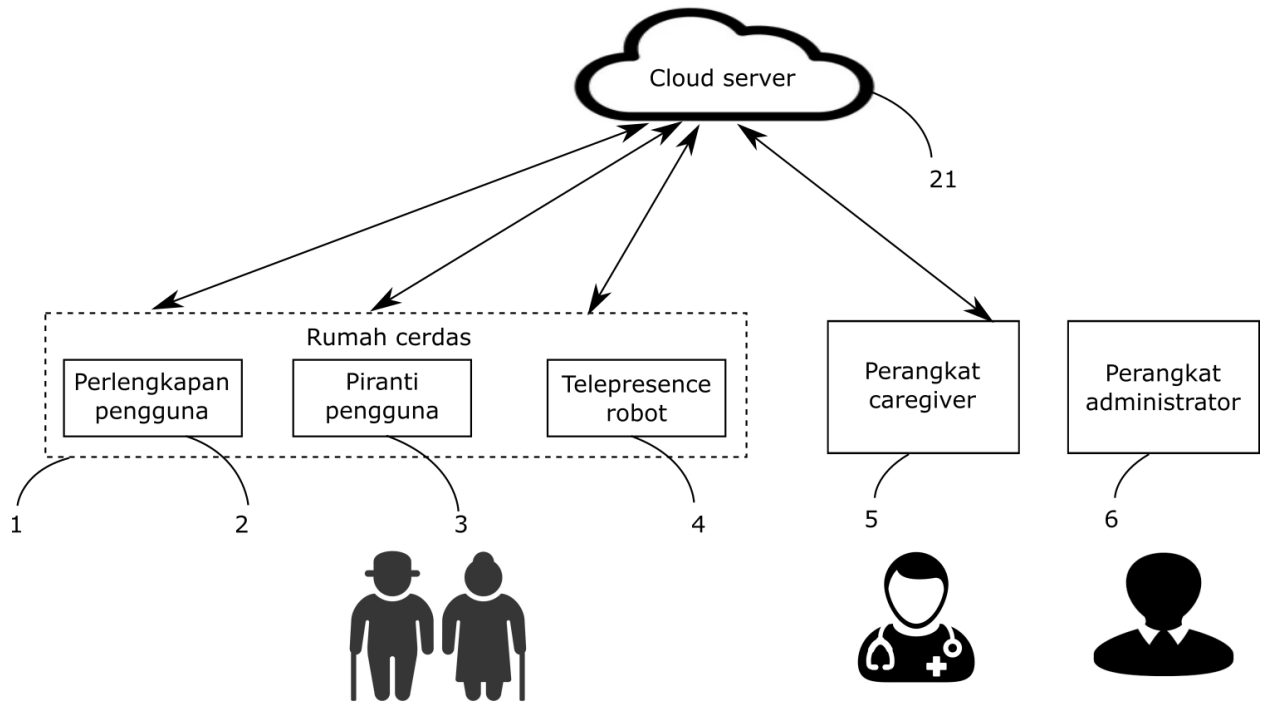 Cloud server
21
Rumah cerdas
Perlengkapan
pengguna
Piranti
pengguna
Telepresence
robot
Perangkat
caregiver
Perangkat
administrator
1
2
3
4
5
6